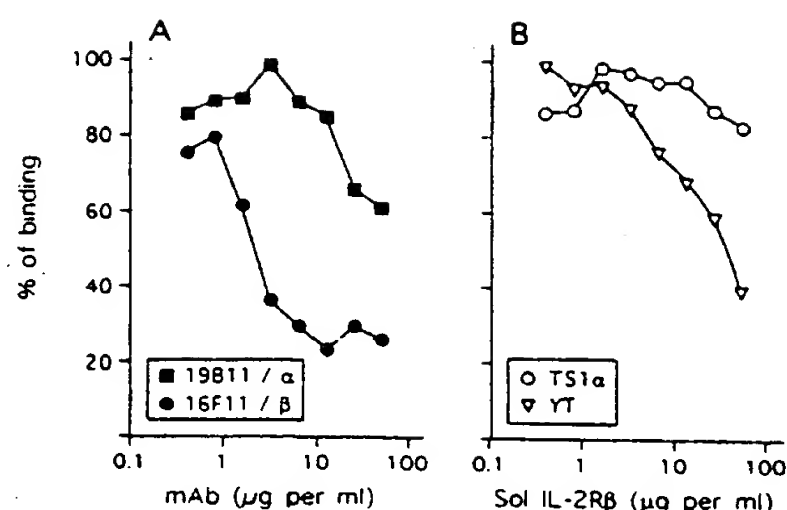 A
B
100
80
60
40
20
% of binding
■ 19B11 / α
● 16F11 / β
○ TS1α
▽ YT
0.1 1 10 100
0.1 1 10 100
mAb (μg per ml)
Sol IL-2Rβ (μg per ml)